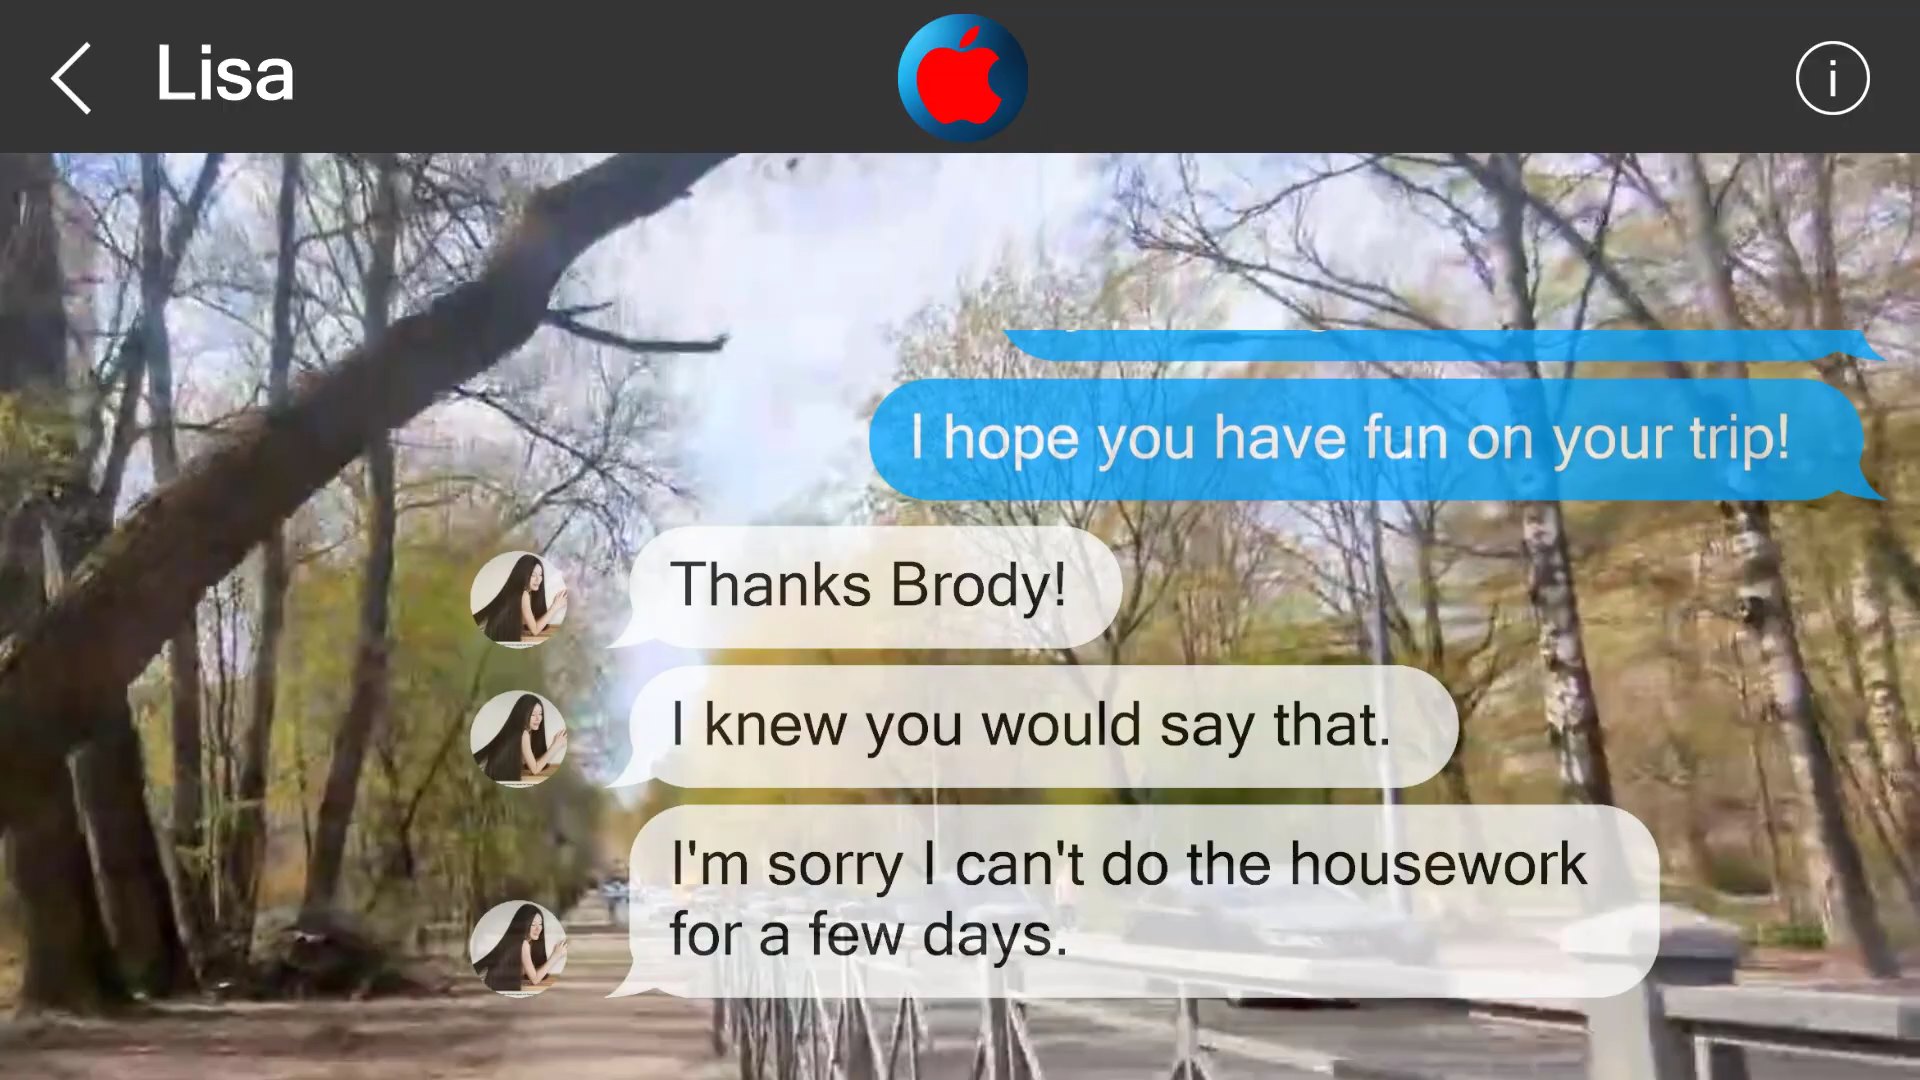 Lisa
i
I hope you have fun on your trip!
Thanks Brody!
I knew you would say that.
I'm sorry I can't do the housework
for a few days.